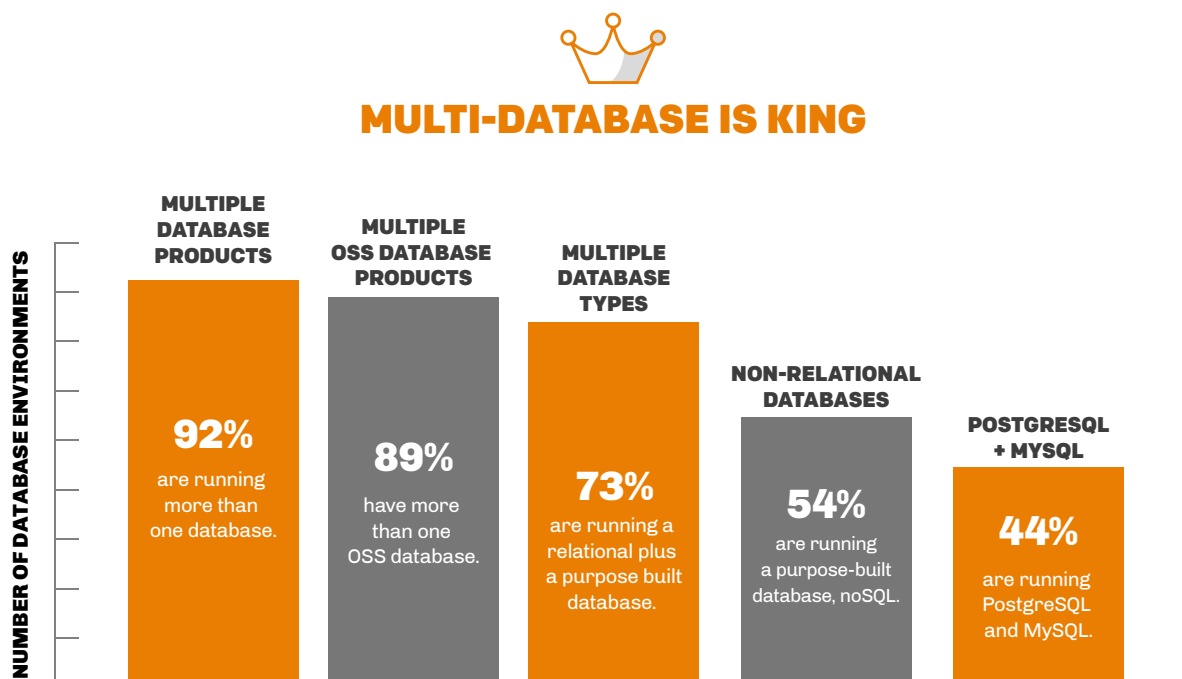 MULTI-DATABASE IS KING
NUMBER OF DATABASE ENVIRONMENTS
MULTIPLE
DATABASE
PRODUCTS
92%
are running
more than
one database.
MULTIPLE
OSS DATABASE
PRODUCTS
89%
have more
than one
OSS database.
MULTIPLE
DATABASE
TYPES
73%
are running a
relational plus
a purpose built
database.
NON-RELATIONAL
DATABASES
54%
are running
a purpose-built
database, noSQL.
POSTGRESQL
+ MYSQL
44%
are running
PostgreSQL
and MySQL.